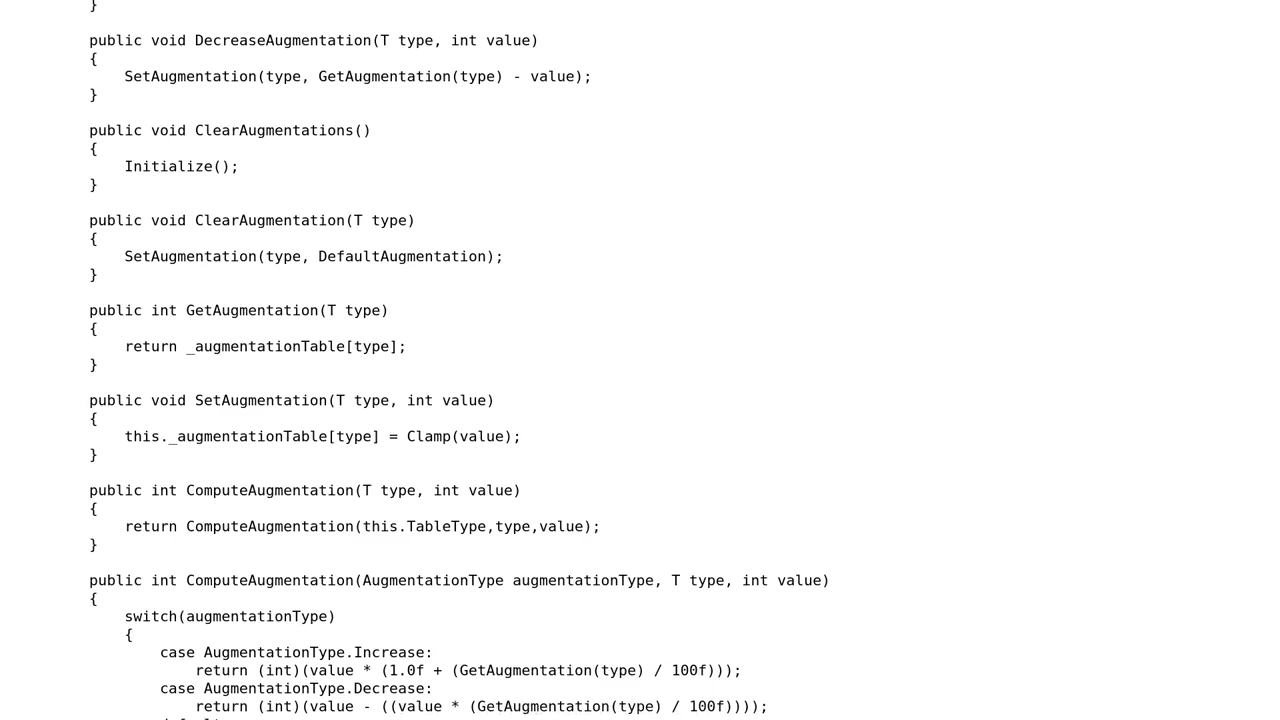 }
public void DecreaseAugmentation(T type, int value)
{
SetAugmentation(type, GetAugmentation(type) - value);
}
public void ClearAugmentations()
{
Initialize();
}
public void ClearAugmentation(T type)
{
SetAugmentation(type, DefaultAugmentation);
}
public int GetAugmentation(T type)
{
return _augmentationTable[type];
}
public void SetAugmentation(T type, int value)
{
this._augmentationTable[type] = Clamp(value);
}
public int ComputeAugmentation(T type, int value)
{
return ComputeAugmentation(this.TableType,type,value);
}
public int ComputeAugmentation(AugmentationType augmentationType, T type, int value)
{
switch(augmentationType)
{
case AugmentationType.Increase:
return (int)(value * (1.0f + (GetAugmentation(type) / 100f)));
case AugmentationType.Decrease:
return (int)(value - ((value * (GetAugmentation(type) / 100f))));